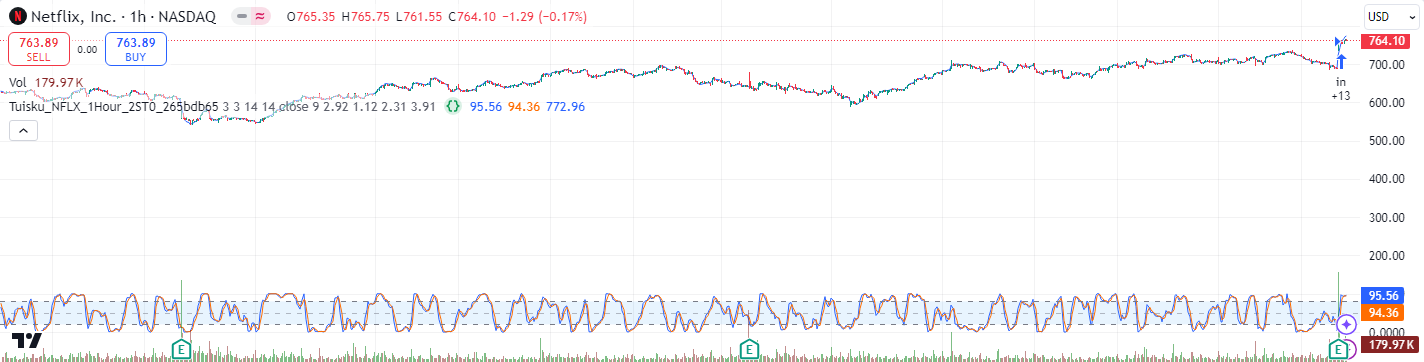 Netflix, Inc. · 1h · NASDAQ O765.35 H765.75 L761.55 C764.10 −1.29 (−0.17%)
USD
763.89 SELL 0.00 763.89 BUY
764.10
700.00
Vol 179.97K
in
+13
600.00
Tuisku_NFLX_1Hour_2STO_265bdb65 3 3 14 14 close 9 2.92 1.12 2.31 3.91 95.56 94.36 772.96
500.00
400.00
300.00
200.00
95.56
94.36
0.0000
179.97K
E E E